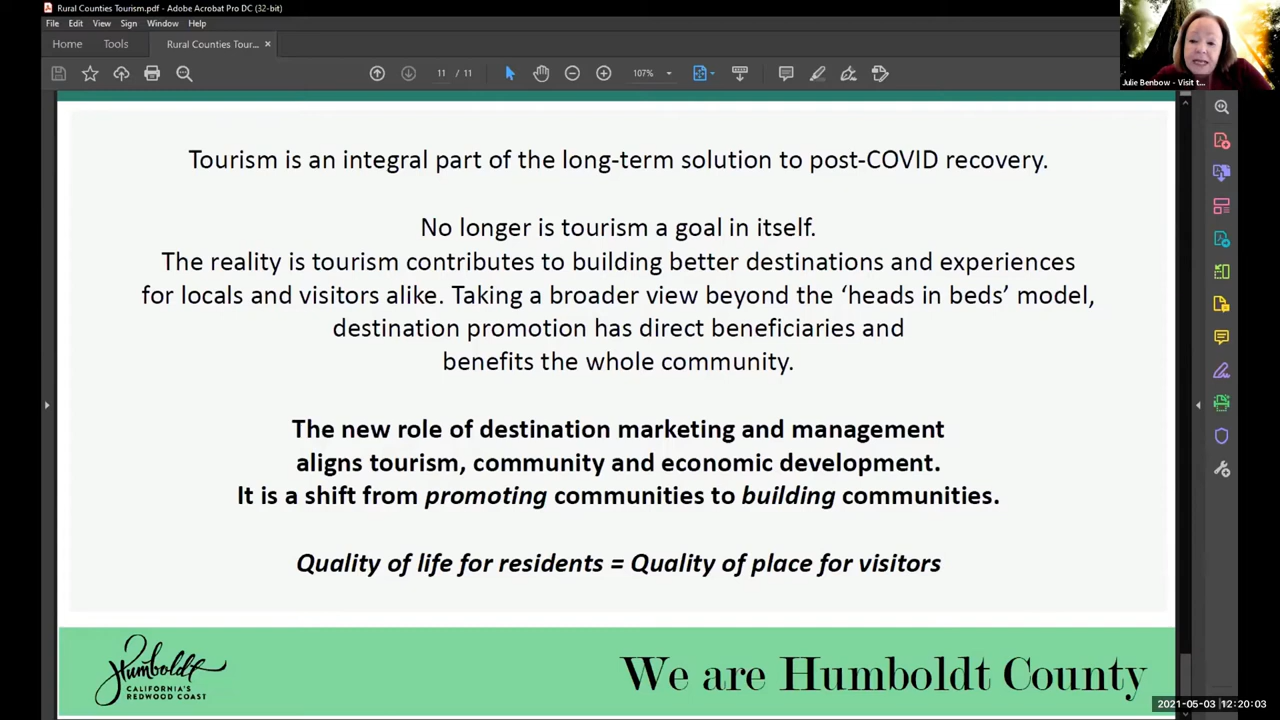 Rural Counties Tourism.pdf - Adobe Acrobat Pro DC (32-bit)
File Edit View Sign Window Help
Home Tools Rural Counties Tour... ×
11 / 11 107%
Julie Benbow - Visit t...
Tourism is an integral part of the long-term solution to post-COVID recovery.
No longer is tourism a goal in itself.
The reality is tourism contributes to building better destinations and experiences
for locals and visitors alike. Taking a broader view beyond the ‘heads in beds’ model,
destination promotion has direct beneficiaries and
benefits the whole community.
The new role of destination marketing and management
aligns tourism, community and economic development.
It is a shift from promoting communities to building communities.
Quality of life for residents = Quality of place for visitors
Humboldt
CALIFORNIA'S
REDWOOD COAST
We are Humboldt County
2021-05-03 12:20:03